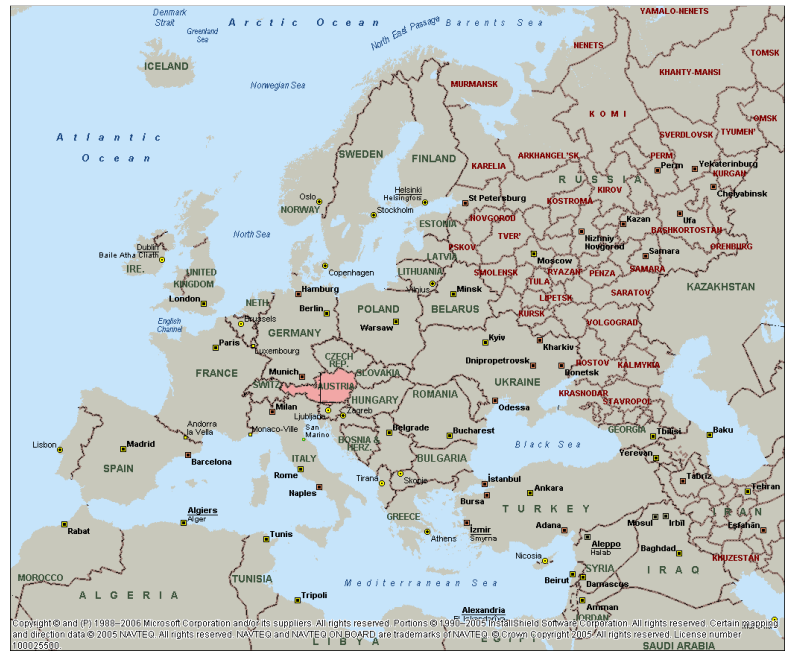 YAMALO-NENETS
Denmark
Strait
Arctic Ocean
North East Passage
Barents Sea
Greenland
Sea
NENETS
TOMSK
ICELAND
KHANTY-MANSI
Norwegian Sea
MURMANSK
KOMI
OMSK
Atlantic
Ocean
SVERDLOVSK
TYUMEN'
SWEDEN
FINLAND
KARELIA
ARKHANGEL'SK
PERM
Perm
Yekaterinburg
KURGAN
RUSSIA
Chelyabinsk
Oslo
Helsinki
Helsingfors
KIROV
NORWAY
Stockholm
St Petersburg
KOSTROMA
NOVGOROD
Kazan
Ufa
ESTONIA
TVER'
Nizhniy
Novgorod
BASHKORTOSTAN
North Sea
Dublin
Baile Atha Cliath
PSKOV
ORENBURG
LATVIA
Moscow
Samara
IRE.
UNITED
KINGDOM
Copenhagen
LITHUANIA
SMOLENSK
RYAZAN'
PENZA
SAMARA
Vilnius
TULA
KAZAKHSTAN
London
NETH
Hamburg
Minsk
LIPETSK
SARATOV
Berlin
POLAND
BELARUS
KURSK
English
Channel
Brussels
Warsaw
VOLGOGRAD
GERMANY
Paris
Luxembourg
Kyiv
Kharkiv
CZECH
REP.
Dnipropetrovsk
Donetsk
ROSTOV
KALMYKIA
FRANCE
Munich
SLOVAKIA
SWITZ
AUSTRIA
UKRAINE
HUNGARY
ROMANIA
KRASNODAR
STAVROPOL
Milan
Ljubljana
Zagreb
Odessa
Andorra
la Vella
Monaco-Ville
San
Marino
Belgrade
Bucharest
GEORGIA
Tbilisi
Baku
Lisbon
Madrid
BOSNIA &
HERZ.
Black Sea
Yerevan
SPAIN
Barcelona
ITALY
BULGARIA
Rome
Tirana
Skopje
İstanbul
Ankara
Tabriz
Tehran
Naples
Bursa
TURKEY
IRAN
Algiers
Alger
GREECE
Adana
Mosul
Irbīl
Rabat
İzmir
Smyrna
Esfahān
Tunis
Athens
Aleppo
Halab
Baghdad
Nicosia
KHUZESTAN
MOROCCO
TUNISIA
SYRIA
IRAQ
Mediterranean Sea
Beirut
Damascus
ALGERIA
Tripoli
Amman
Alexandria
JORDAN
Copyright © and (P) 1988–2006 Microsoft Corporation and/or its suppliers. All rights reserved. Portions © 1990–2005 InstallShield Software Corporation. All rights reserved. Certain mapping
and direction data © 2005 NAVTEQ. All rights reserved. NAVTEQ and NAVTEQ ON BOARD are trademarks of NAVTEQ. © Crown Copyright 2005. All rights reserved. License number
100025500.
LIBYA
EGYPT
SAUDI ARABIA